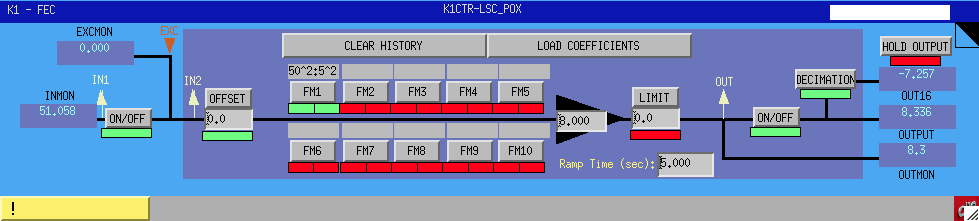 K1 - FEC
K1CTR-LSC_POX
EXCMON
0.000
EXC
CLEAR HISTORY
LOAD COEFFICIENTS
HOLD OUTPUT
50^2:5^2
-7.257
IN1
IN2
OUT
DECIMATION
OFFSET
FM1 FM2 FM3 FM4 FM5
LIMIT
OUT16
INMON
51.058
ON/OFF
0.0
8.000
0.0
ON/OFF
8.336
OUTPUT
FM6 FM7 FM8 FM9 FM10
8.3
Ramp Time (sec):
5.000
OUTMON
!